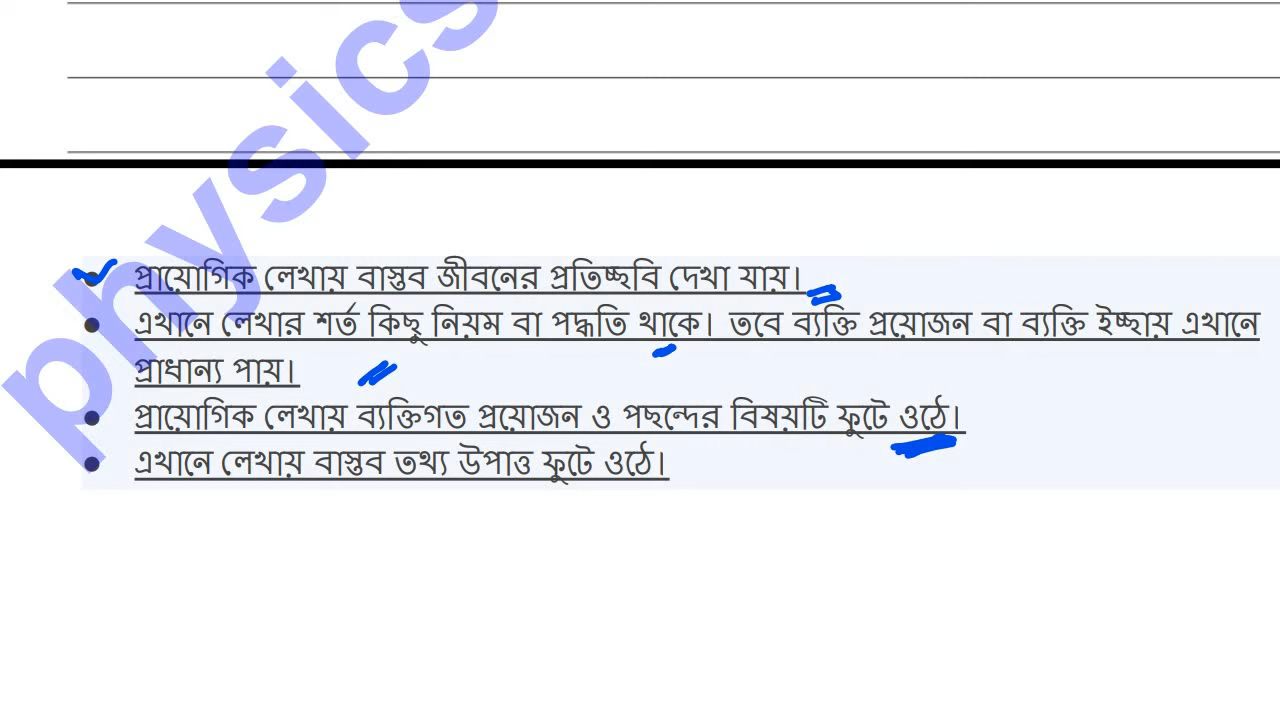 physics
প্রায়োগিক লেখায় বাস্তব জীবনের প্রতিচ্ছবি দেখা যায়।
এখানে লেখার শর্ত কিছু নিয়ম বা পদ্ধতি থাকে। তবে ব্যক্তি প্রয়োজন বা ব্যক্তি ইচ্ছায় এখানে
প্রাধান্য পায়।
প্রায়োগিক লেখায় ব্যক্তিগত প্রয়োজন ও পছন্দের বিষয়টি ফুটে ওঠে।
এখানে লেখায় বাস্তব তথ্য উপাত্ত ফুটে ওঠে।